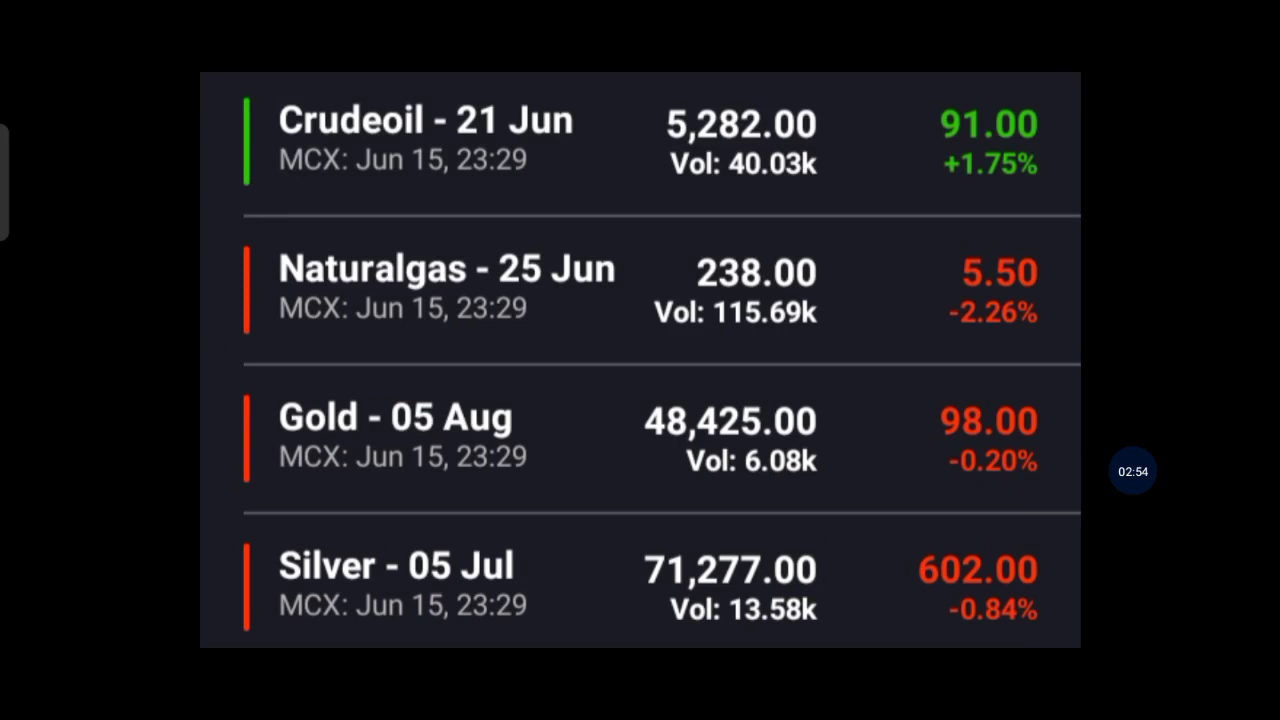 Crudeoil - 21 Jun 5,282.00 91.00
MCX: Jun 15, 23:29 Vol: 40.03k +1.75%
Naturalgas - 25 Jun 238.00 5.50
MCX: Jun 15, 23:29 Vol: 115.69k -2.26%
Gold - 05 Aug 48,425.00 98.00
MCX: Jun 15, 23:29 Vol: 6.08k -0.20%
02:54
Silver - 05 Jul 71,277.00 602.00
MCX: Jun 15, 23:29 Vol: 13.58k -0.84%